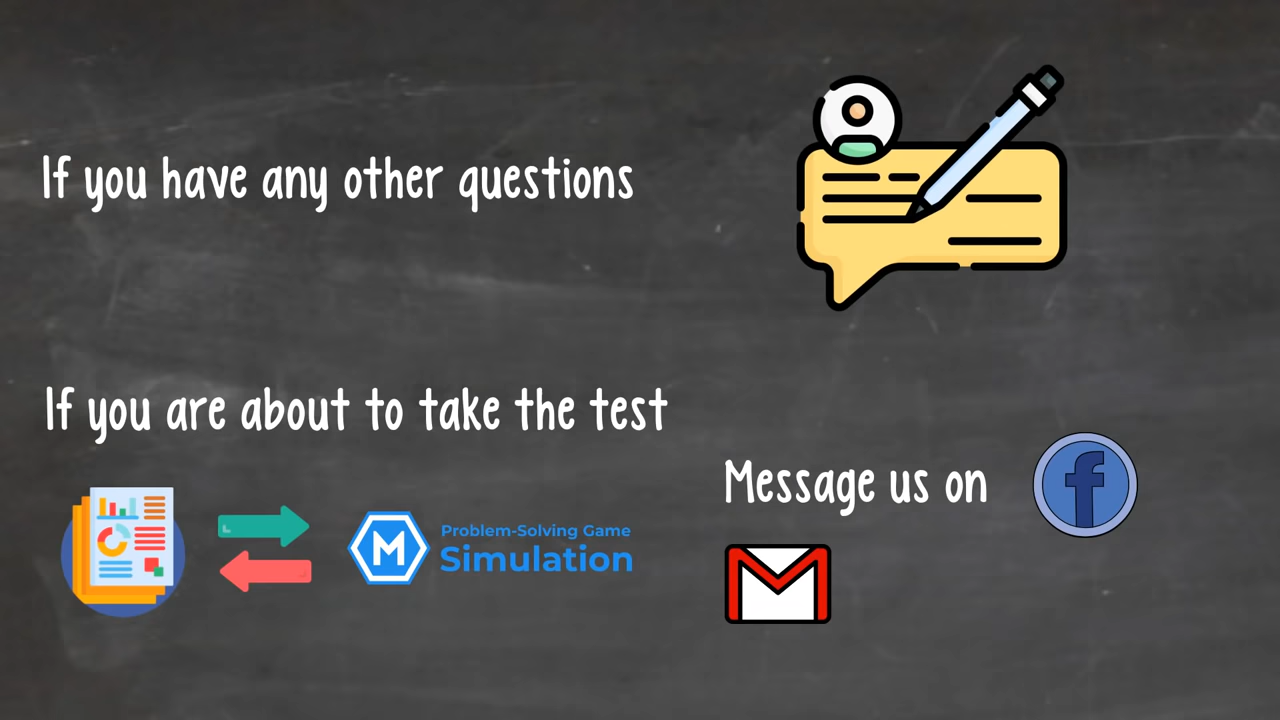 If you have any other questions
If you are about to take the test
Message us on
Problem-Solving Game
Simulation